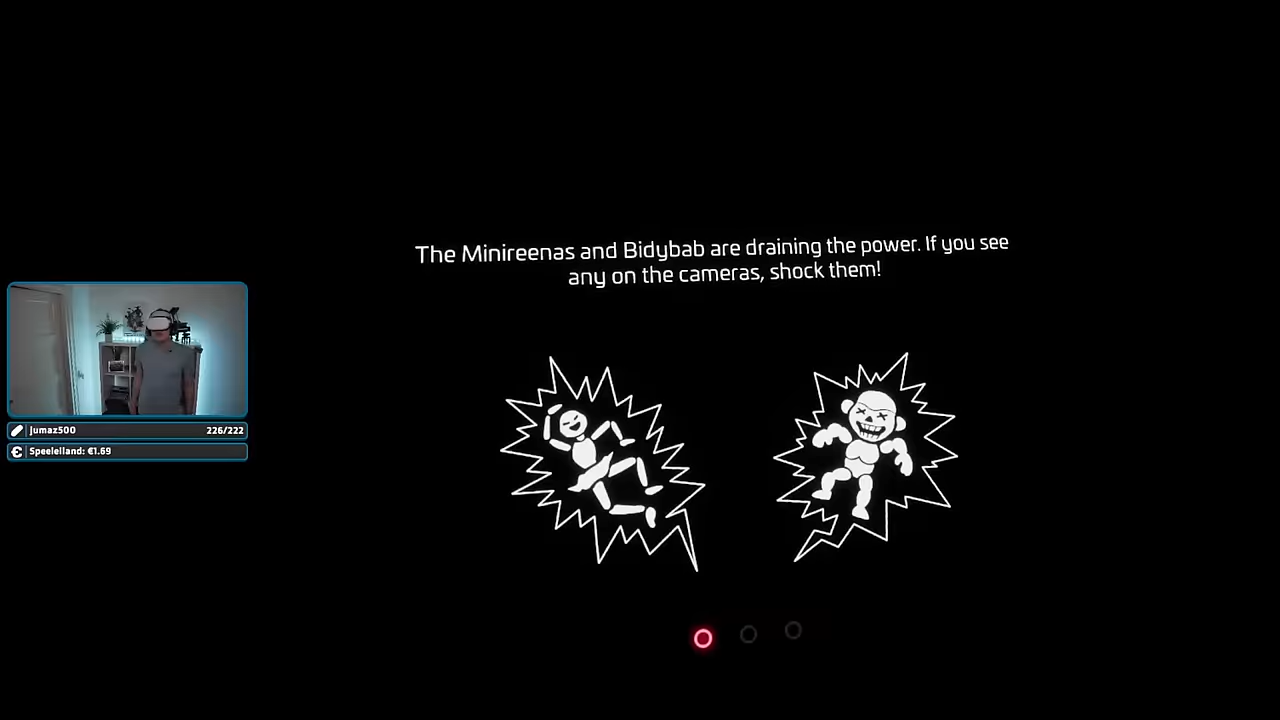 The Minireenas and Bidybab are draining the power. If you see
any on the cameras, shock them!
jumaz500 226/222
Speeleiland: €1.69